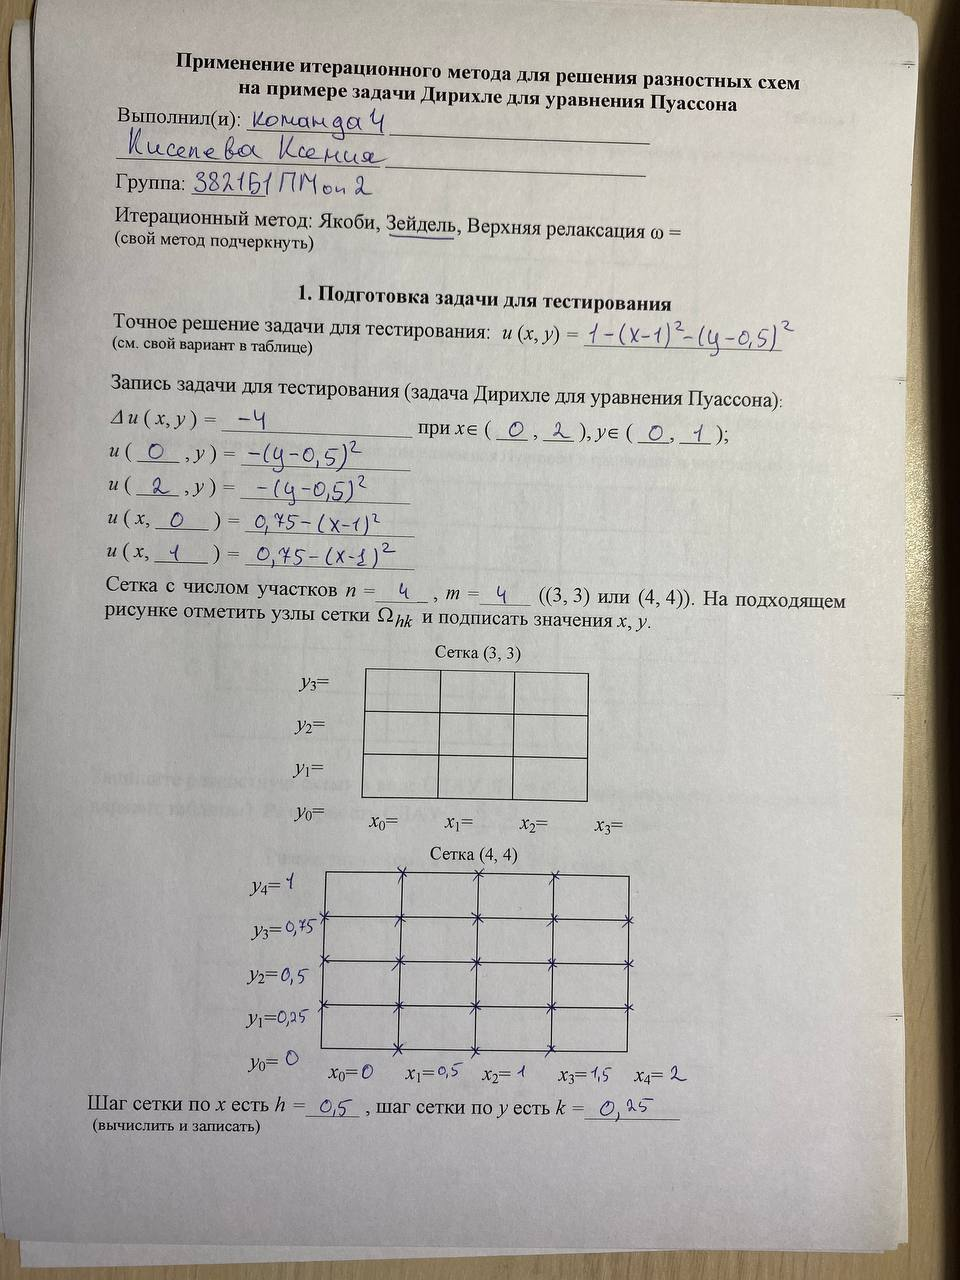 Применение итерационного метода для решения разностных схем
на примере задачи Дирихле для уравнения Пуассона
Выполнил(и): команда 4
Киселева Ксения
Группа: 3821Б1ПМоп2
Итерационный метод: Якоби, Зейдель, Верхняя релаксация ω =
(свой метод подчеркнуть)
1. Подготовка задачи для тестирования
Точное решение задачи для тестирования: u (x, y) = 1-(x-1)²-(y-0,5)²
(см. свой вариант в таблице)
Запись задачи для тестирования (задача Дирихле для уравнения Пуассона):
Δu ( x, y ) = -4 при x∈ ( 0 , 2 ), y∈ ( 0 , 1 );
u ( 0 , y ) = -(y-0,5)²
u ( 2 , y ) = -(y-0,5)²
u ( x, 0 ) = 0,75-(x-1)²
u ( x, 1 ) = 0,75-(x-1)²
Сетка с числом участков n = 4 , m = 4 ((3, 3) или (4, 4)). На подходящем
рисунке отметить узлы сетки Ωhk и подписать значения x, y.
Сетка (3, 3)
y3=
y2=
y1=
y0=
x0= x1= x2= x3=
Сетка (4, 4)
y4= 1
y3= 0,75
y2= 0,5
y1= 0,25
y0= 0
x0= 0 x1= 0,5 x2= 1 x3= 1,5 x4= 2
Шаг сетки по x есть h = 0,5 , шаг сетки по y есть k = 0,25
(вычислить и записать)